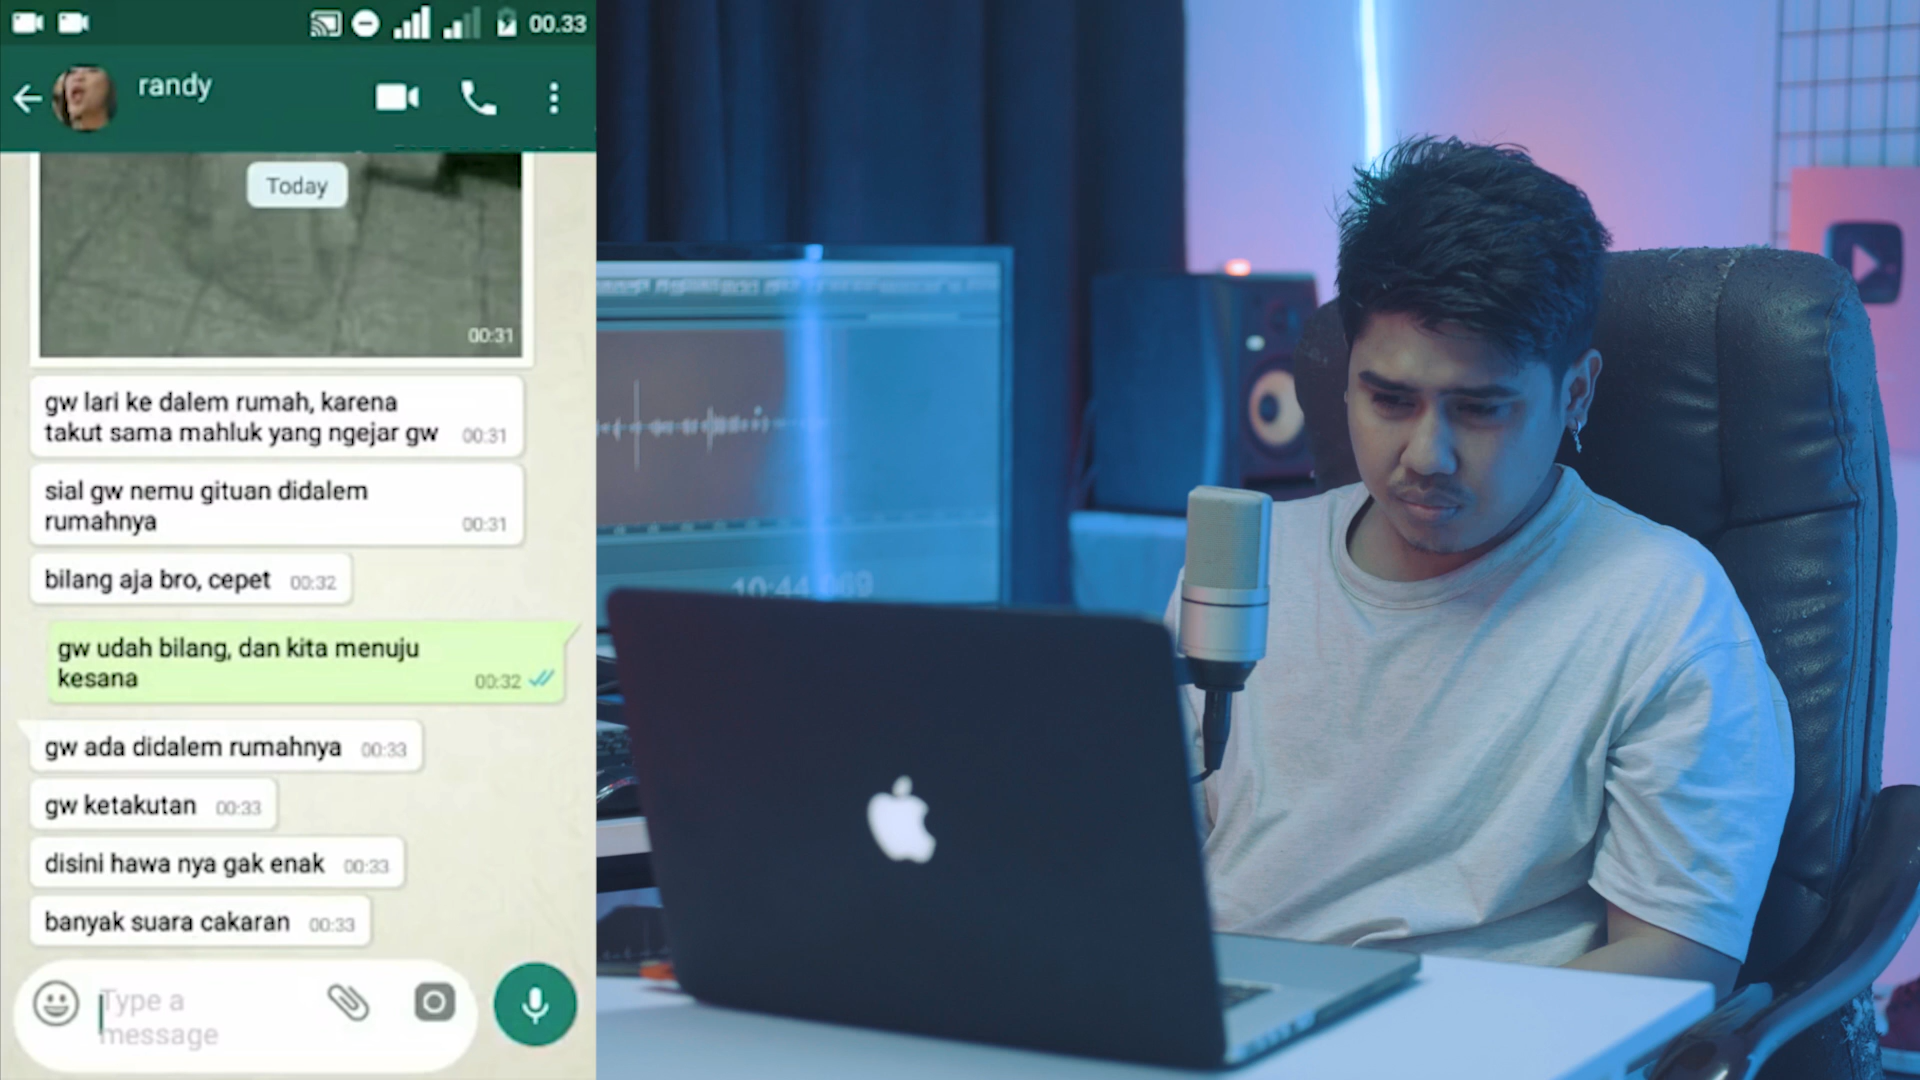 00.33
randy
Today
00:31
gw lari ke dalem rumah, karena
takut sama mahluk yang ngejar gw 00:31
sial gw nemu gituan didalem
rumahnya 00:31
bilang aja bro, cepet 00:32
gw udah bilang, dan kita menuju
kesana 00:32
gw ada didalem rumahnya 00:33
gw ketakutan 00:33
disini hawa nya gak enak 00:33
banyak suara cakaran 00:33
Type a
message
10:44.069